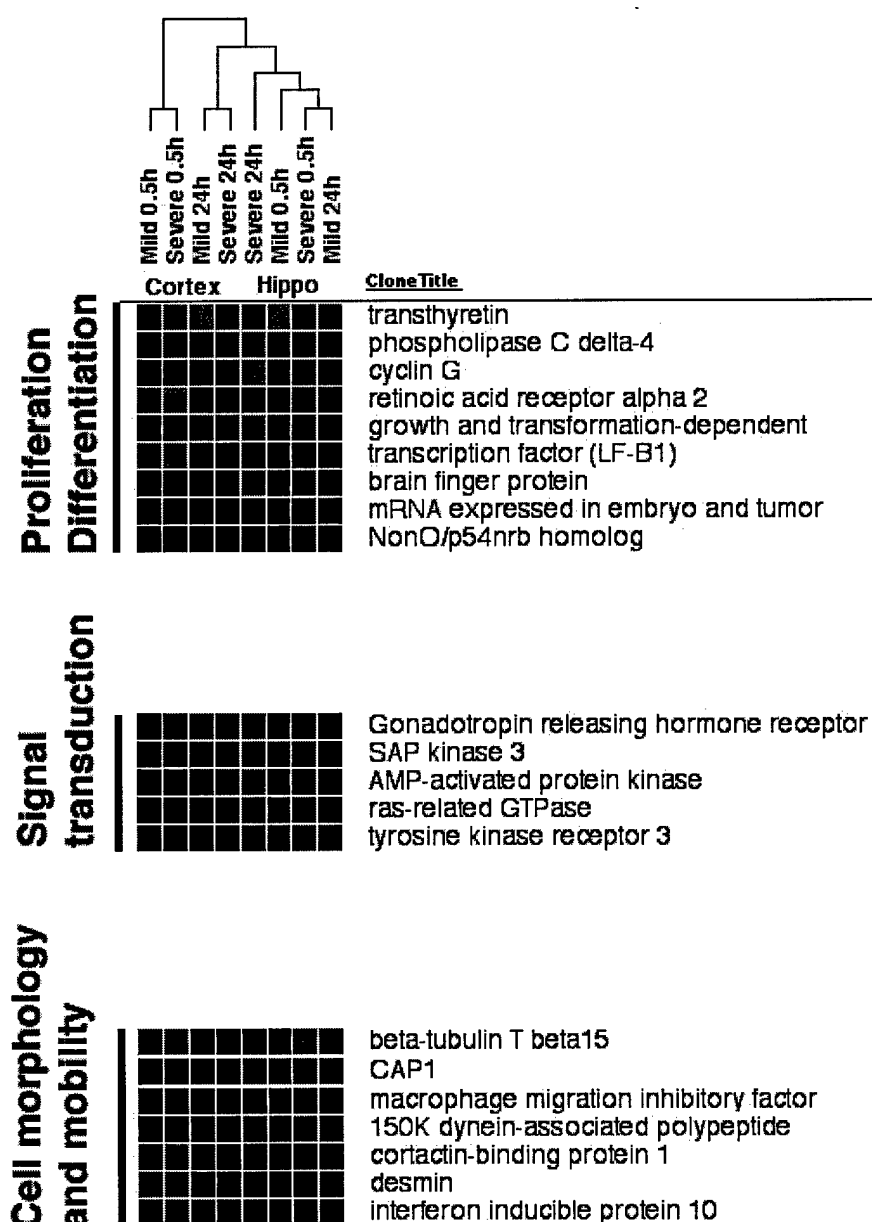 Mild 0.5h
Severe 0.5h
Mild 24h
Severe 24h
Severe 24h
Mild 0.5h
Severe 0.5h
Mild 24h
Cortex Hippo CloneTitle
Proliferation
Differentiation
transthyretin
phospholipase C delta-4
cyclin G
retinoic acid receptor alpha 2
growth and transformation-dependent
transcription factor (LF-B1)
brain finger protein
mRNA expressed in embryo and tumor
NonO/p54nrb homolog
Signal
transduction
Gonadotropin releasing hormone receptor
SAP kinase 3
AMP-activated protein kinase
ras-related GTPase
tyrosine kinase receptor 3
Cell morphology
and mobility
beta-tubulin T beta15
CAP1
macrophage migration inhibitory factor
150K dynein-associated polypeptide
cortactin-binding protein 1
desmin
interferon inducible protein 10